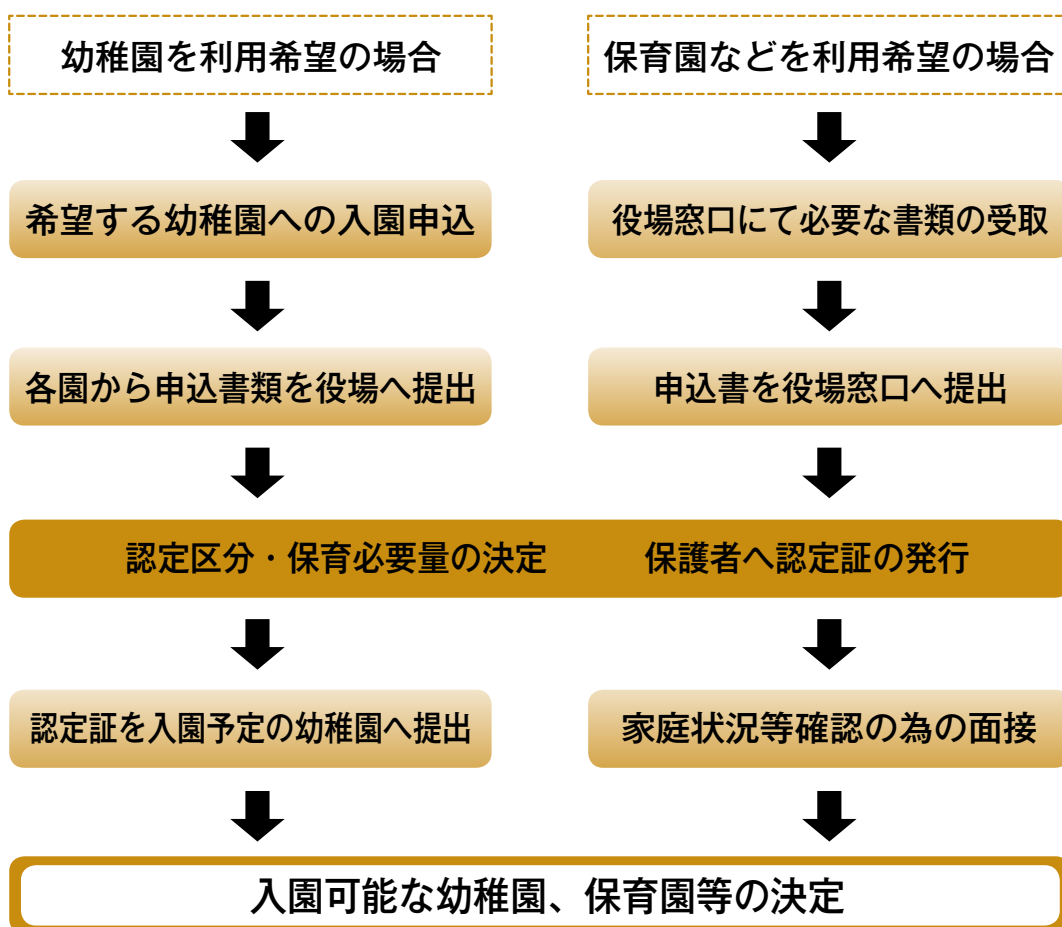 幼稚園を利用希望の場合
保育園などを利用希望の場合
希望する幼稚園への入園申込
役場窓口にて必要な書類の受取
各園から申込書類を役場へ提出
申込書を役場窓口へ提出
認定区分・保育必要量の決定
保護者へ認定証の発行
認定証を入園予定の幼稚園へ提出
家庭状況等確認の為の面接
入園可能な幼稚園、保育園等の決定